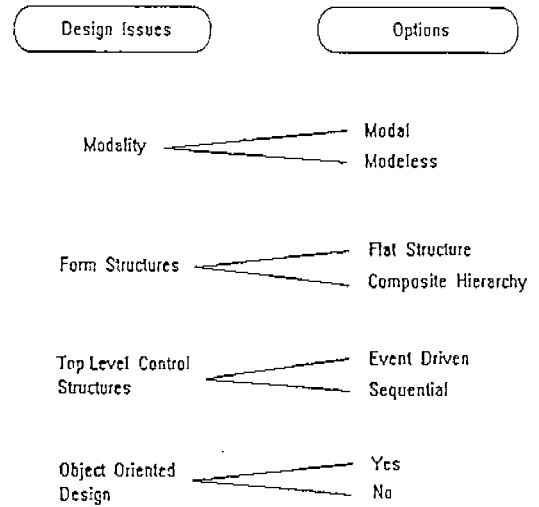 Design Issues
Options
Modality
Modal
Modeless
Form Structures
Flat Structure
Composite Hierarchy
Top Level Control
Structures
Event Driven
Sequential
Object Oriented
Design
Yes
No